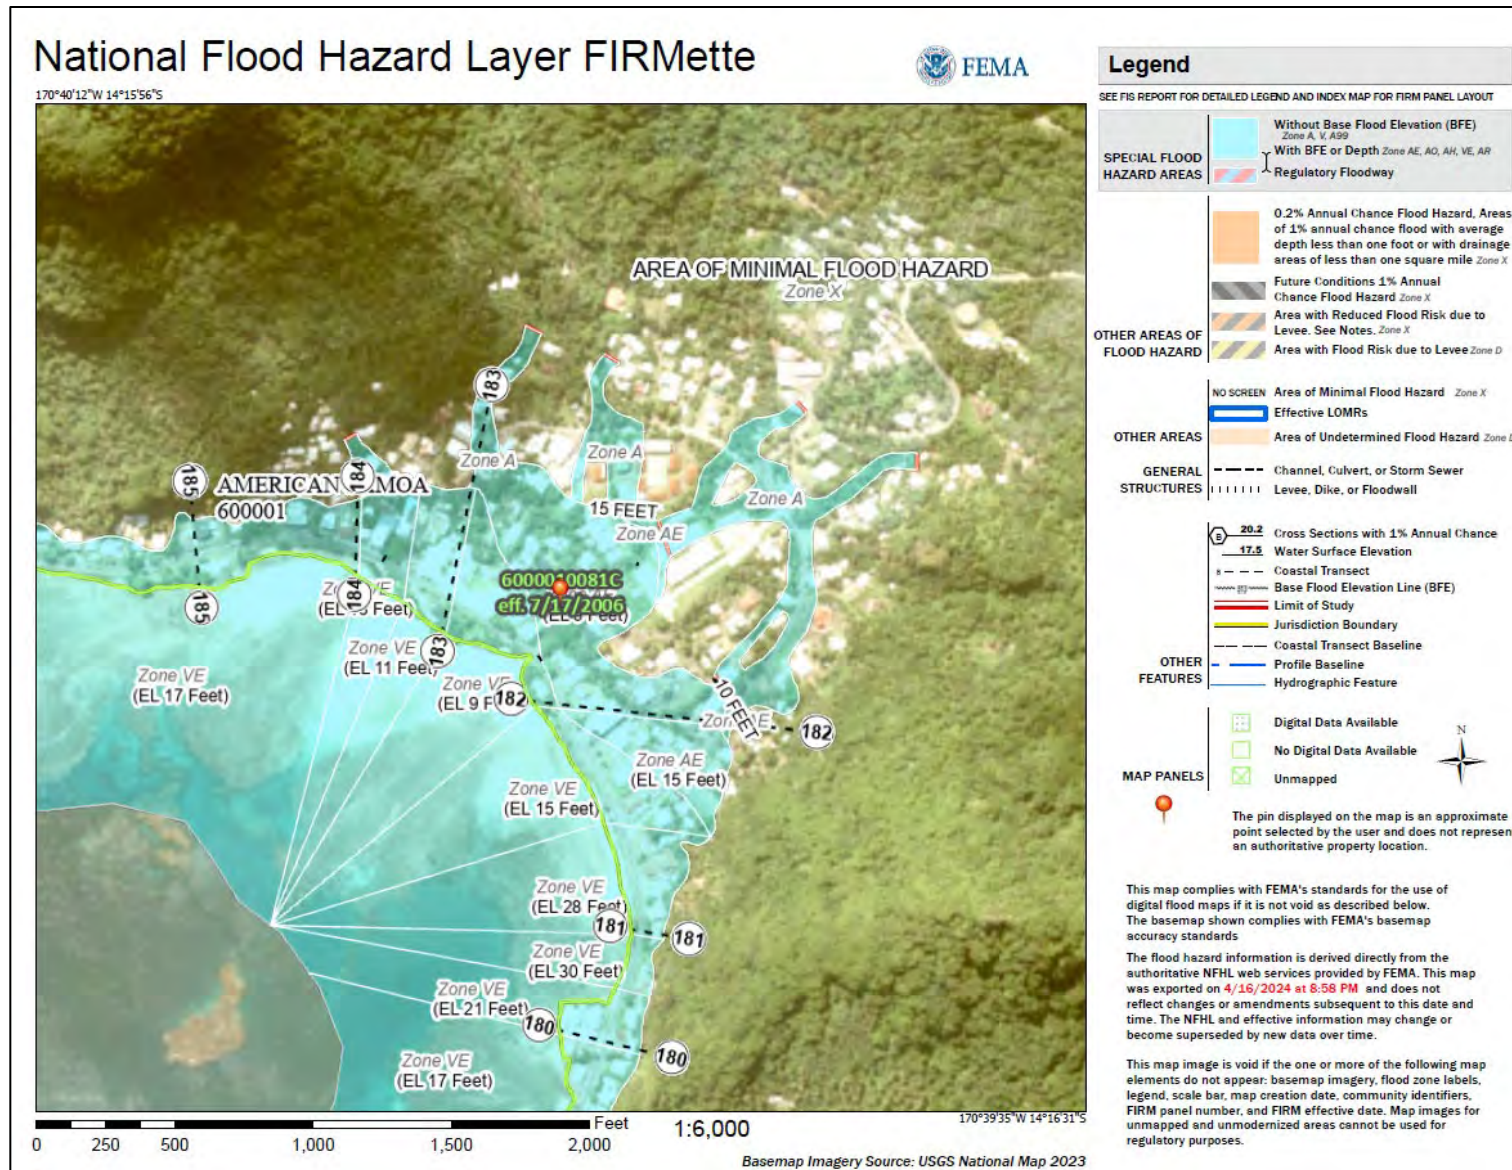 National Flood Hazard Layer FIRMette
FEMA
170°40'12"W 14°15'56"S
AREA OF MINIMAL FLOOD HAZARD
Zone X
183
Zone A
Zone A
184
185
AMERICAN
600001
15 FEET
Zone A
Zone AE
6000010081C
eff. 7/17/2006
184
185
Zone VE
(EL 11 Feet)
183
Zone VE
(EL 17 Feet)
Zone VE
182
10 FEET
182
Zone AE
(EL 15 Feet)
Zone VE
(EL 15 Feet)
Zone VE
(EL 28 Feet)
181
181
Zone VE
(EL 30 Feet)
Zone VE
(EL 21 Feet)
180
180
Zone VE
(EL 17 Feet)
170°39'35"W 14°16'31"S
Feet
0 250 500 1,000 1,500 2,000
1:6,000
Basemap Imagery Source: USGS National Map 2023
Legend
SEE FIS REPORT FOR DETAILED LEGEND AND INDEX MAP FOR FIRM PANEL LAYOUT
SPECIAL FLOOD
HAZARD AREAS
Without Base Flood Elevation (BFE)
Zone A, V, A99
With BFE or Depth Zone AE, AO, AH, VE, AR
Regulatory Floodway
0.2% Annual Chance Flood Hazard, Areas
of 1% annual chance flood with average
depth less than one foot or with drainage
areas of less than one square mile Zone X
Future Conditions 1% Annual
Chance Flood Hazard Zone X
Area with Reduced Flood Risk due to
Levee. See Notes. Zone X
Area with Flood Risk due to Levee Zone D
OTHER AREAS OF
FLOOD HAZARD
NO SCREEN Area of Minimal Flood Hazard Zone X
Effective LOMRs
Area of Undetermined Flood Hazard Zone
OTHER AREAS
GENERAL
STRUCTURES
Channel, Culvert, or Storm Sewer
Levee, Dike, or Floodwall
B 20.2 Cross Sections with 1% Annual Chance
17.5 Water Surface Elevation
8 Coastal Transect
Base Flood Elevation Line (BFE)
Limit of Study
Jurisdiction Boundary
Coastal Transect Baseline
Profile Baseline
Hydrographic Feature
OTHER
FEATURES
Digital Data Available
No Digital Data Available
Unmapped
MAP PANELS
N
The pin displayed on the map is an approximate
point selected by the user and does not represen
an authoritative property location.
This map complies with FEMA's standards for the use of
digital flood maps if it is not void as described below.
The basemap shown complies with FEMA's basemap
accuracy standards
The flood hazard information is derived directly from the
authoritative NFHL web services provided by FEMA. This map
was exported on 4/16/2024 at 8:58 PM and does not
reflect changes or amendments subsequent to this date and
time. The NFHL and effective information may change or
become superseded by new data over time.
This map image is void if the one or more of the following map
elements do not appear: basemap imagery, flood zone labels,
legend, scale bar, map creation date, community identifiers,
FIRM panel number, and FIRM effective date. Map images for
unmapped and unmodernized areas cannot be used for
regulatory purposes.